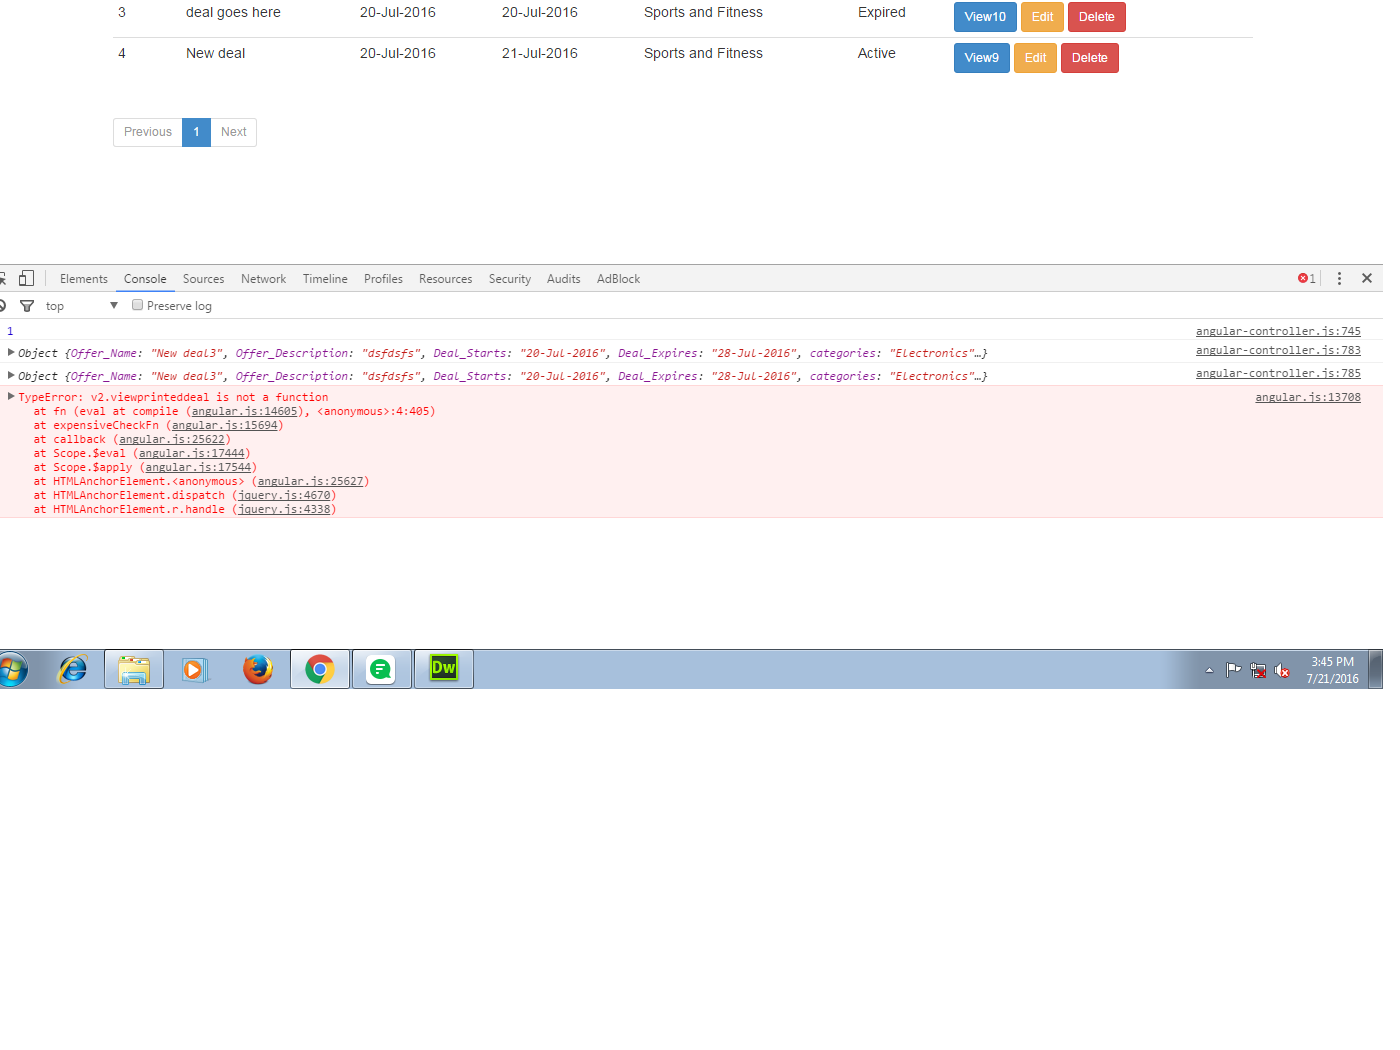 3 deal goes here 20-Jul-2016 20-Jul-2016 Sports and Fitness Expired View10 Edit Delete
4 New deal 20-Jul-2016 21-Jul-2016 Sports and Fitness Active View9 Edit Delete
Previous 1 Next
Elements Console Sources Network Timeline Profiles Resources Security Audits AdBlock 1
top Preserve log
1 angular-controller.js:745
Object {Offer_Name: "New deal3", Offer_Description: "dsfdsfs", Deal_Starts: "20-Jul-2016", Deal_Expires: "28-Jul-2016", categories: "Electronics"…} angular-controller.js:783
Object {Offer_Name: "New deal3", Offer_Description: "dsfdsfs", Deal_Starts: "20-Jul-2016", Deal_Expires: "28-Jul-2016", categories: "Electronics"…} angular-controller.js:785
TypeError: v2.viewprinteddeal is not a function angular.js:13708
at fn (eval at compile (angular.js:14605), <anonymous>:4:405)
at expensiveCheckFn (angular.js:15694)
at callback (angular.js:25622)
at Scope.$eval (angular.js:17444)
at Scope.$apply (angular.js:17544)
at HTMLAnchorElement.<anonymous> (angular.js:25627)
at HTMLAnchorElement.dispatch (jquery.js:4670)
at HTMLAnchorElement.r.handle (jquery.js:4338)
Dw
3:45 PM
7/21/2016